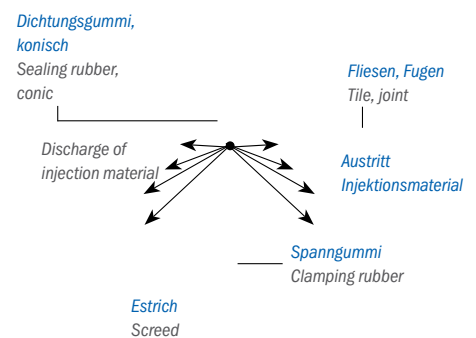 Dichtungsgummi,
konisch
Sealing rubber,
conic
Fliesen, Fugen
Tile, joint
Discharge of
injection material
Austritt
Injektionsmaterial
Spanngummi
Clamping rubber
Estrich
Screed